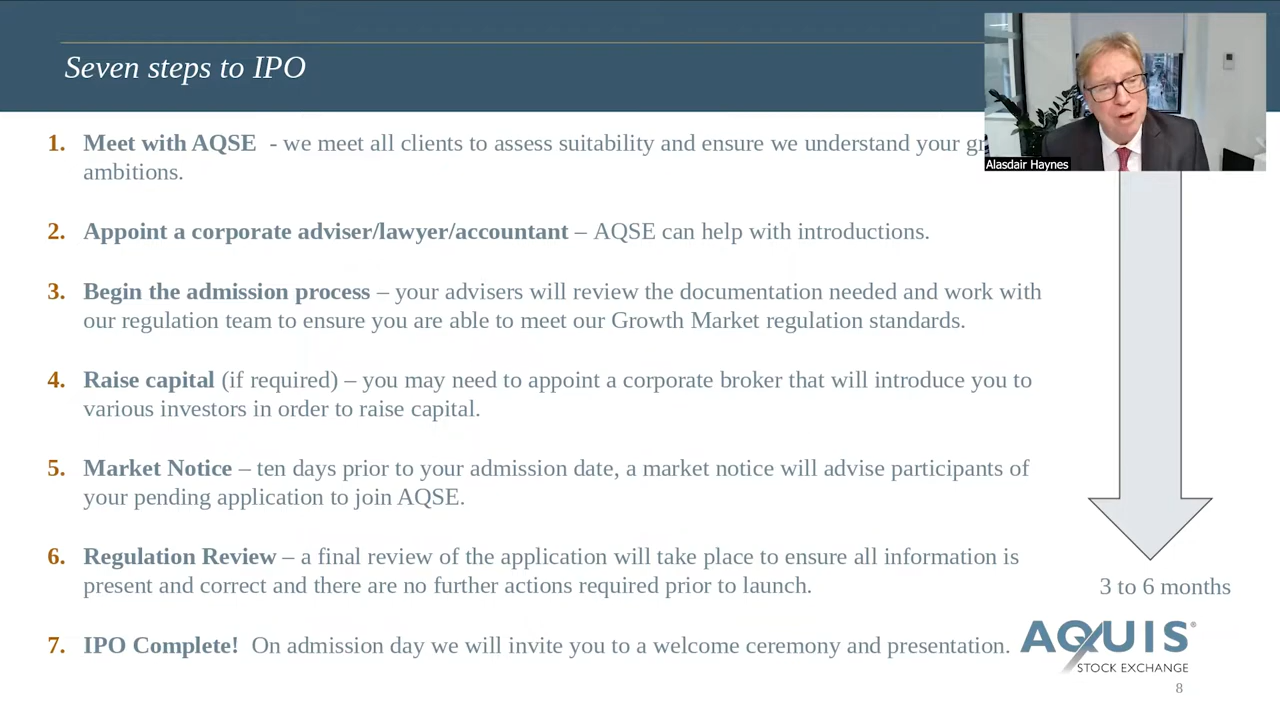 Seven steps to IPO
Alasdair Haynes
1. Meet with AQSE - we meet all clients to assess suitability and ensure we understand your
ambitions.
2. Appoint a corporate adviser/lawyer/accountant – AQSE can help with introductions.
3. Begin the admission process – your advisers will review the documentation needed and work with
our regulation team to ensure you are able to meet our Growth Market regulation standards.
4. Raise capital (if required) – you may need to appoint a corporate broker that will introduce you to
various investors in order to raise capital.
5. Market Notice – ten days prior to your admission date, a market notice will advise participants of
your pending application to join AQSE.
6. Regulation Review – a final review of the application will take place to ensure all information is
present and correct and there are no further actions required prior to launch.
3 to 6 months
7. IPO Complete! On admission day we will invite you to a welcome ceremony and presentation.
AQUIS®
STOCK EXCHANGE
8